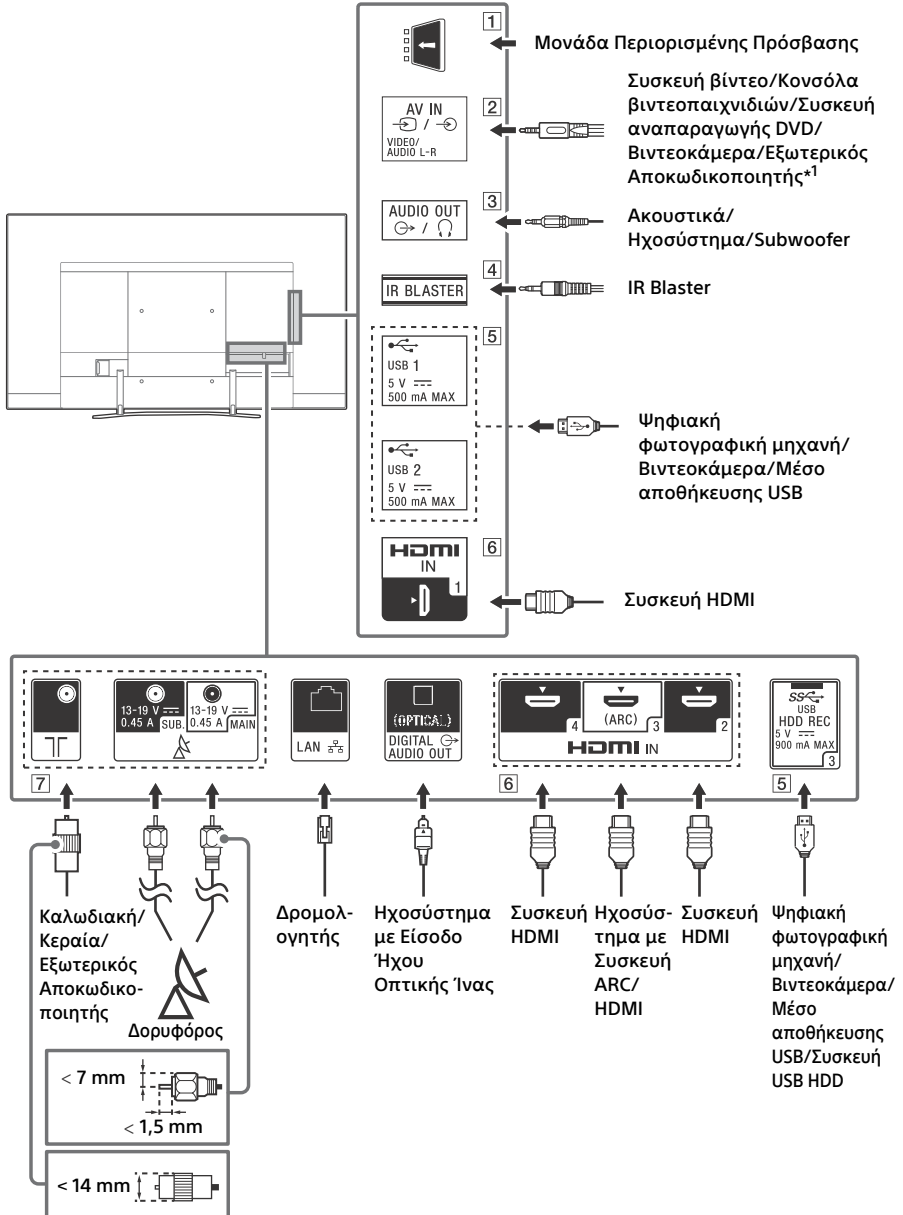 1
Μονάδα Περιορισμένης Πρόσβασης
AV IN
/
VIDEO/
AUDIO L-R
2
Συσκευή βίντεο/Κονσόλα
βιντεοπαιχνιδιών/Συσκευή
αναπαραγωγής DVD/
Βιντεοκάμερα/Εξωτερικός
Αποκωδικοποιητής*1
AUDIO OUT
/
3
Ακουστικά/
Ηχοσύστημα/Subwoofer
IR BLASTER
4
IR Blaster
5
USB 1
5 V
500 mA MAX
USB 2
5 V
500 mA MAX
Ψηφιακή
φωτογραφική μηχανή/
Βιντεοκάμερα/Μέσο
αποθήκευσης USB
HDMI
IN
1
6
Συσκευή HDMI
13-19 V
0.45 A SUB.
13-19 V
0.45 A MAIN
7
LAN
(OPTICAL)
DIGITAL
AUDIO OUT
4
(ARC) 3
2
HDMI IN
6
SS
USB
HDD REC
5 V
900 mA MAX
3
5
Καλωδιακή/
Κεραία/
Εξωτερικός
Αποκωδικο-
ποιητής
Δορυφόρος
Δρομολ-
ογητής
Ηχοσύστημα
με Είσοδο
Ήχου
Οπτικής Ίνας
Συσκευή
HDMI
Ηχοσύσ-
τημα με
Συσκευή
ARC/
HDMI
Συσκευή
HDMI
Ψηφιακή
φωτογραφική
μηχανή/
Βιντεοκάμερα/
Μέσο
αποθήκευσης
USB/Συσκευή
USB HDD
< 7 mm
< 1,5 mm
< 14 mm